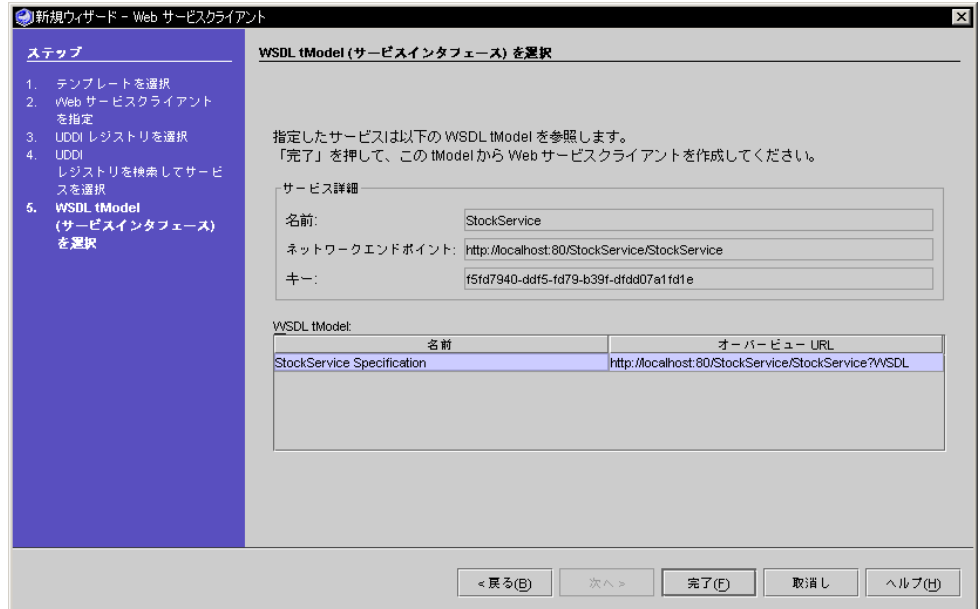 新規ウィザード - Web サービスクライアント
ステップ
1. テンプレートを選択
2. Web サービスクライアント
を指定
3. UDDI レジストリを選択
4. UDDI
レジストリを検索してサービ
スを選択
5. WSDL tModel
(サービスインタフェース)
を選択
WSDL tModel (サービスインタフェース) を選択
指定したサービスは以下の WSDL tModel を参照します。
「完了」を押して、この tModel から Web サービスクライアントを作成してください。
サービス詳細
名前: StockService
ネットワークエンドポイント: http://localhost:80/StockService/StockService
キー: f5fd7940-ddf5-fd79-b39f-dfdd07a1fd1e
WSDL tModel:
名前 オーバービュー URL
StockService Specification http://localhost:80/StockService/StockService?WSDL
< 戻る(B) 次へ > 完了(F) 取消し ヘルプ(H)